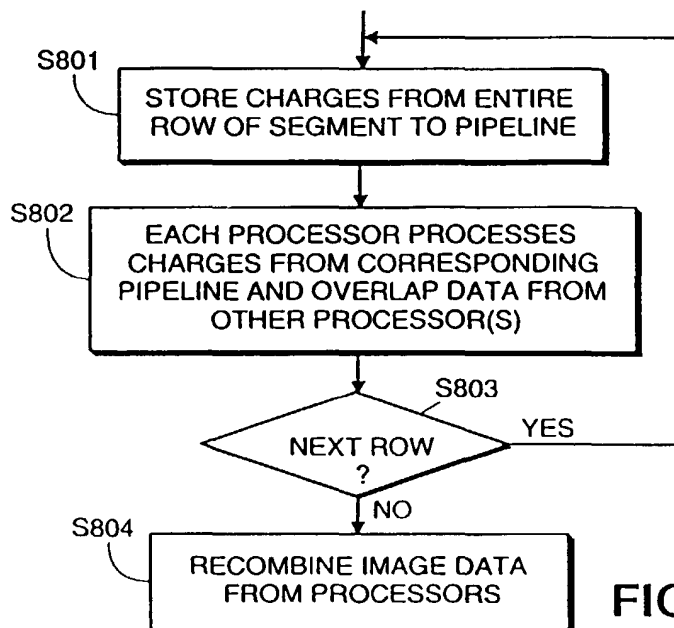 S801
STORE CHARGES FROM ENTIRE
ROW OF SEGMENT TO PIPELINE
S802
EACH PROCESSOR PROCESSES
CHARGES FROM CORRESPONDING
PIPELINE AND OVERLAP DATA FROM
OTHER PROCESSOR(S)
S803
NEXT ROW
?
YES
NO
S804
RECOMBINE IMAGE DATA
FROM PROCESSORS
FIG